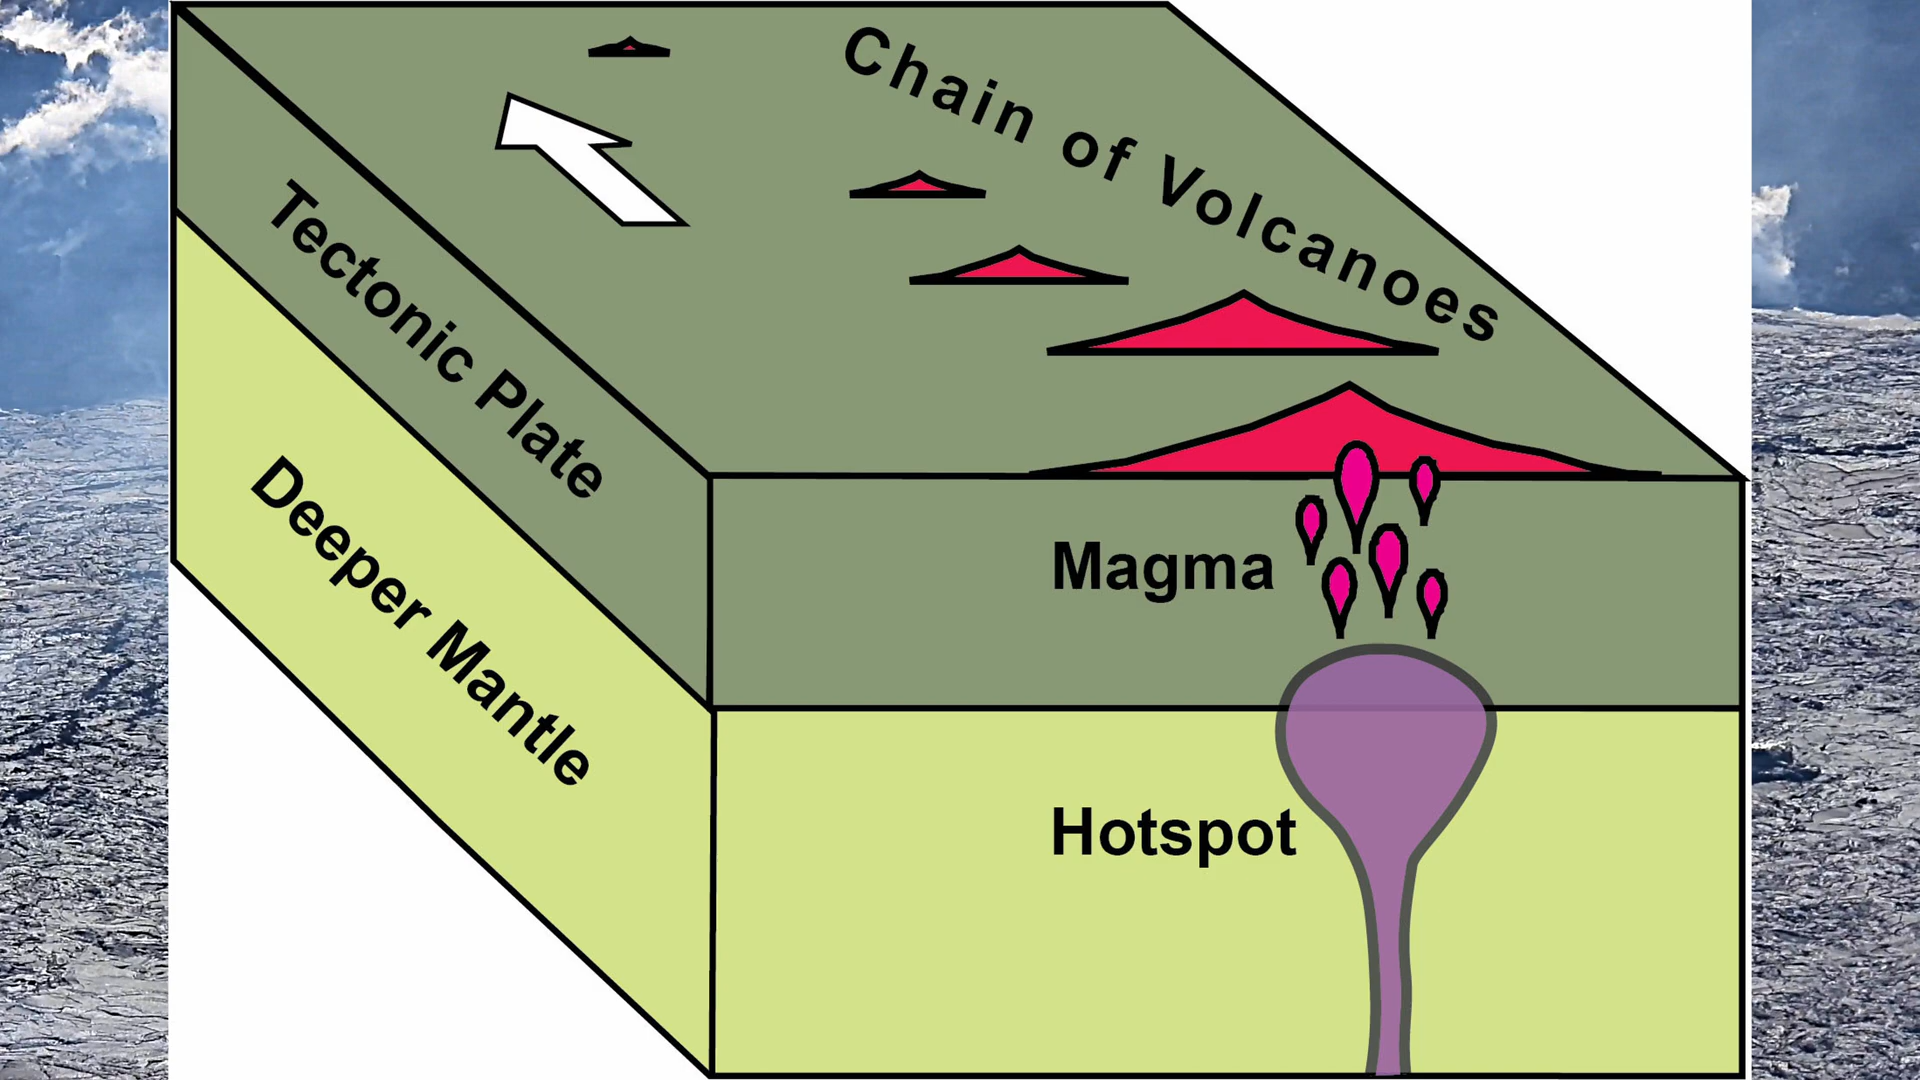 Chain of Volcanoes
Tectonic Plate
Deeper Mantle
Magma
Hotspot